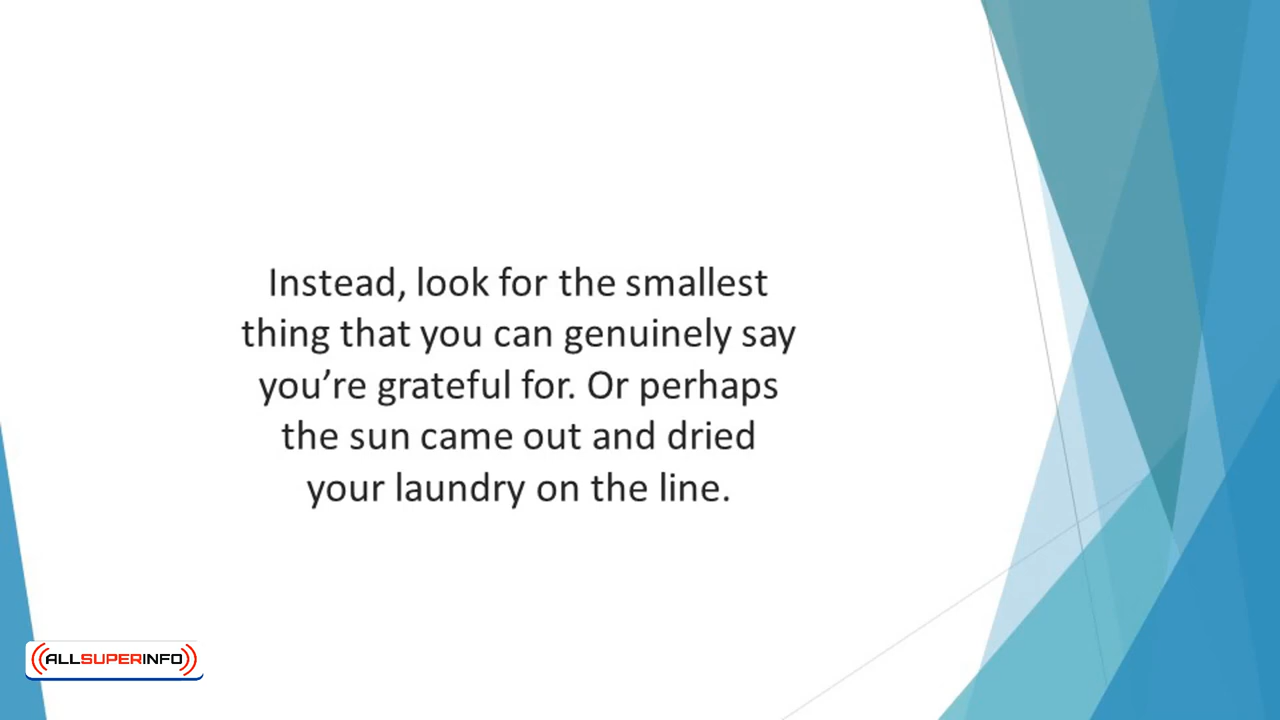 Instead, look for the smallest
thing that you can genuinely say
you’re grateful for. Or perhaps
the sun came out and dried
your laundry on the line.
ALLSUPERINFO